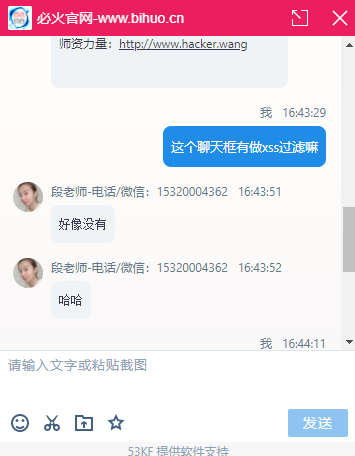 必火官网-www.bihuo.cn
师资力量：http://www.hacker.wang
我 16:43:29
这个聊天框有做xss过滤嘛
段老师-电话/微信：15320004362 16:43:51
好像没有
段老师-电话/微信：15320004362 16:43:52
哈哈
我 16:44:11
请输入文字或粘贴截图
发送
53KF 提供软件支持